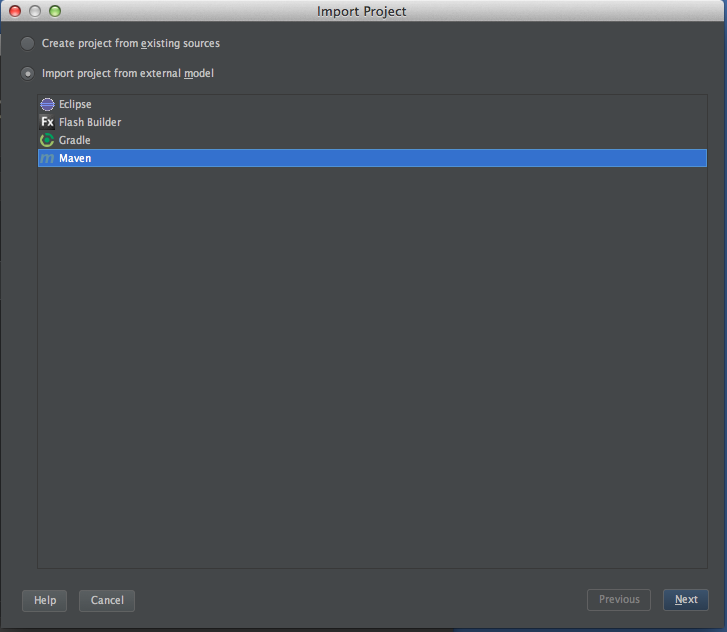 Import Project
Create project from existing sources
Import project from external model
Eclipse
Fx Flash Builder
Gradle
m Maven
Help Cancel Previous Next